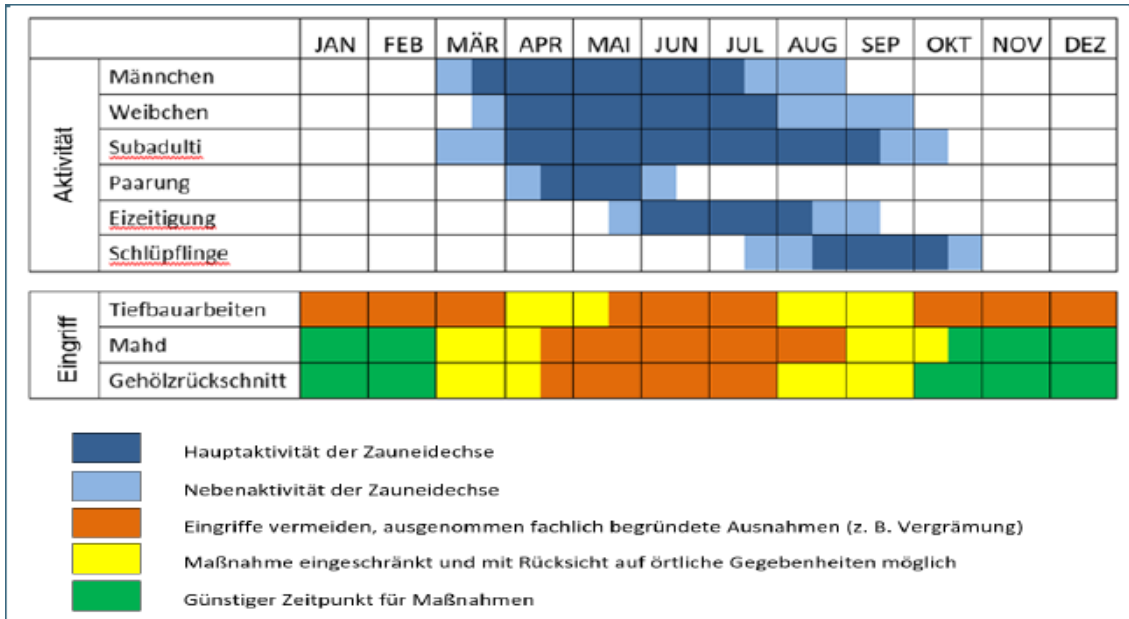 JAN FEB MÄR APR MAI JUN JUL AUG SEP OKT NOV DEZ
Aktivität
Männchen
Weibchen
Subadulti
Paarung
Eizeitigung
Schlüpflinge
Eingriff
Tiefbauarbeiten
Mahd
Gehölzrückschnitt
Hauptaktivität der Zauneidechse
Nebenaktivität der Zauneidechse
Eingriffe vermeiden, ausgenommen fachlich begründete Ausnahmen (z. B. Vergrämung)
Maßnahme eingeschränkt und mit Rücksicht auf örtliche Gegebenheiten möglich
Günstiger Zeitpunkt für Maßnahmen